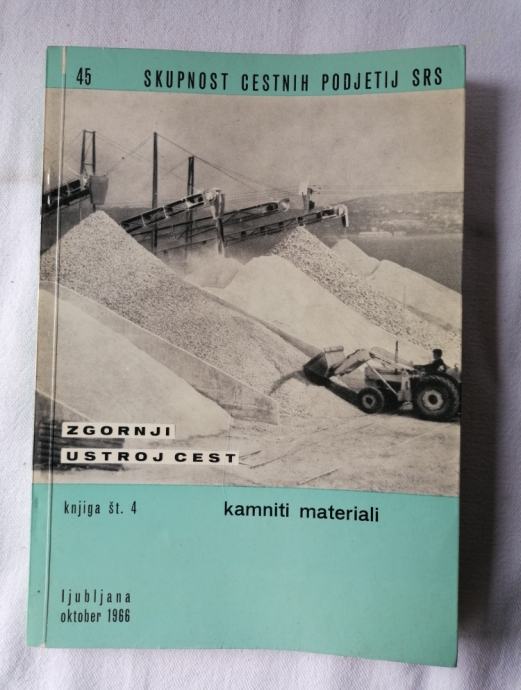 45 SKUPNOST CESTNIH PODJETIJ SRS
ZGORNJI
USTROJ CEST
knjiga št. 4 kamniti materiali
ljubljana
oktober 1966